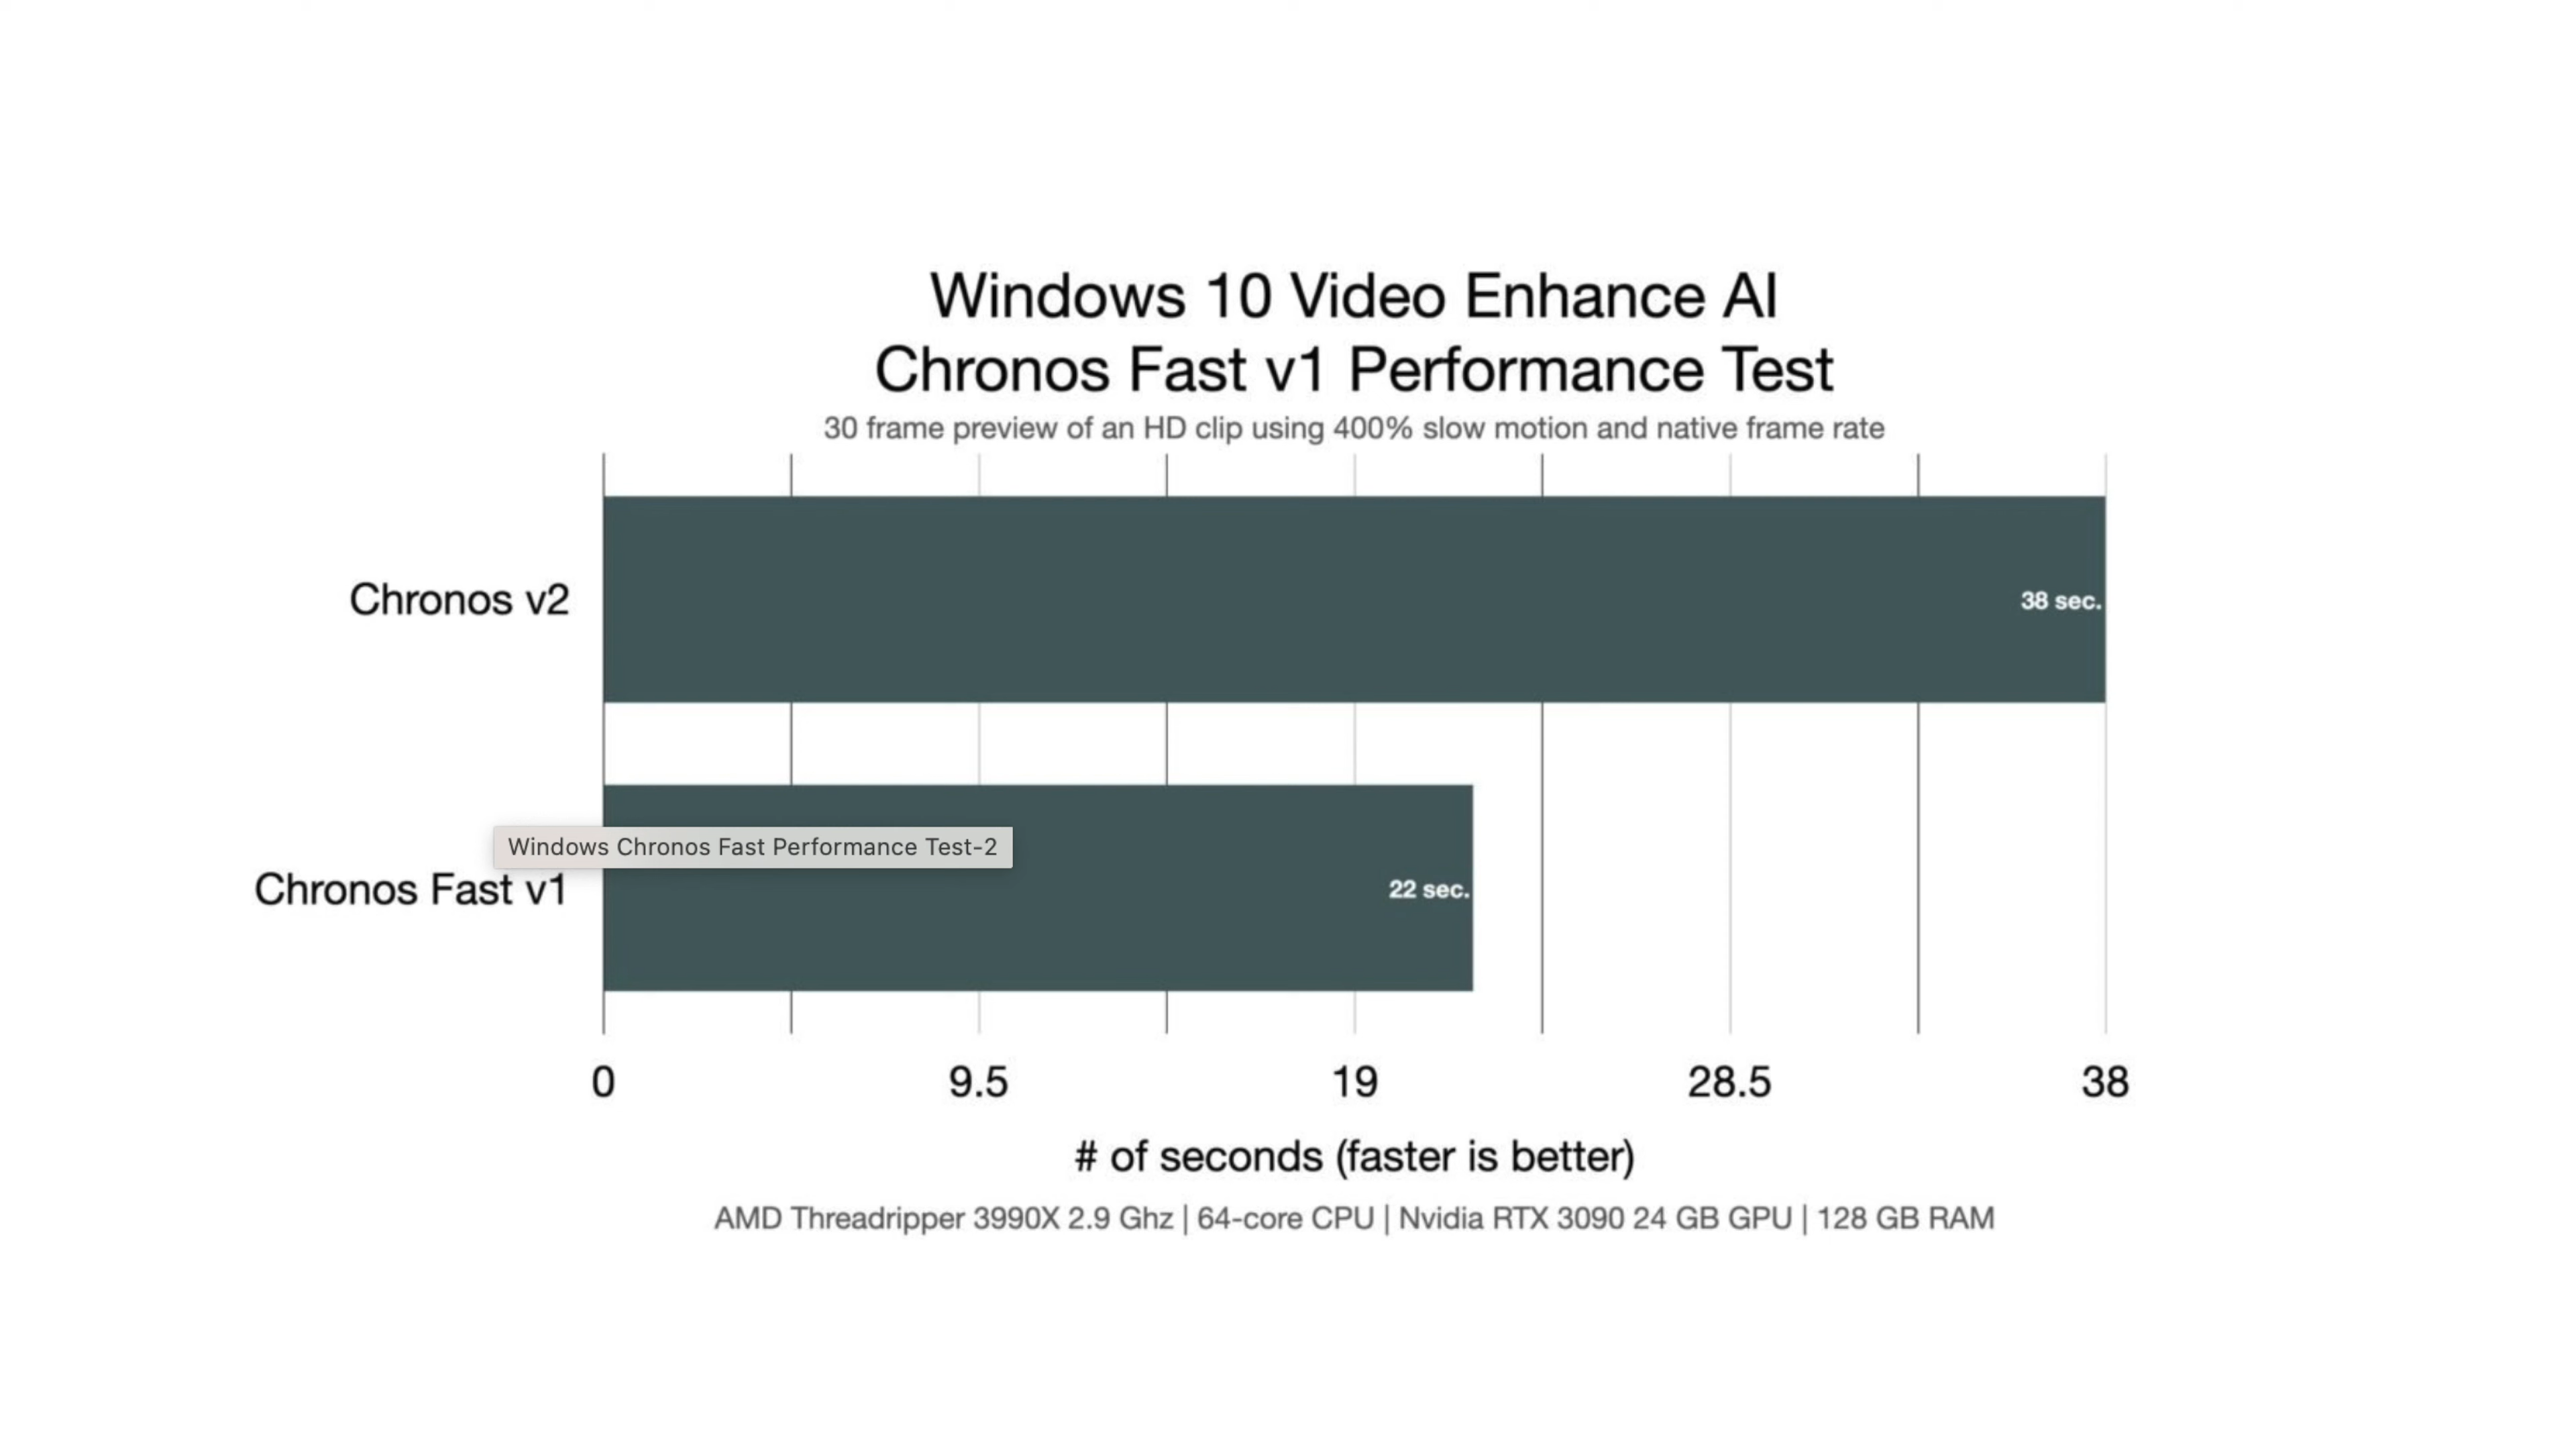 Windows 10 Video Enhance AI
Chronos Fast v1 Performance Test
30 frame preview of an HD clip using 400% slow motion and native frame rate
Chronos v2
38 sec.
Windows Chronos Fast Performance Test-2
Chronos Fast v1
22 sec.
0 9.5 19 28.5 38
# of seconds (faster is better)
AMD Threadripper 3990X 2.9 Ghz | 64-core CPU | Nvidia RTX 3090 24 GB GPU | 128 GB RAM